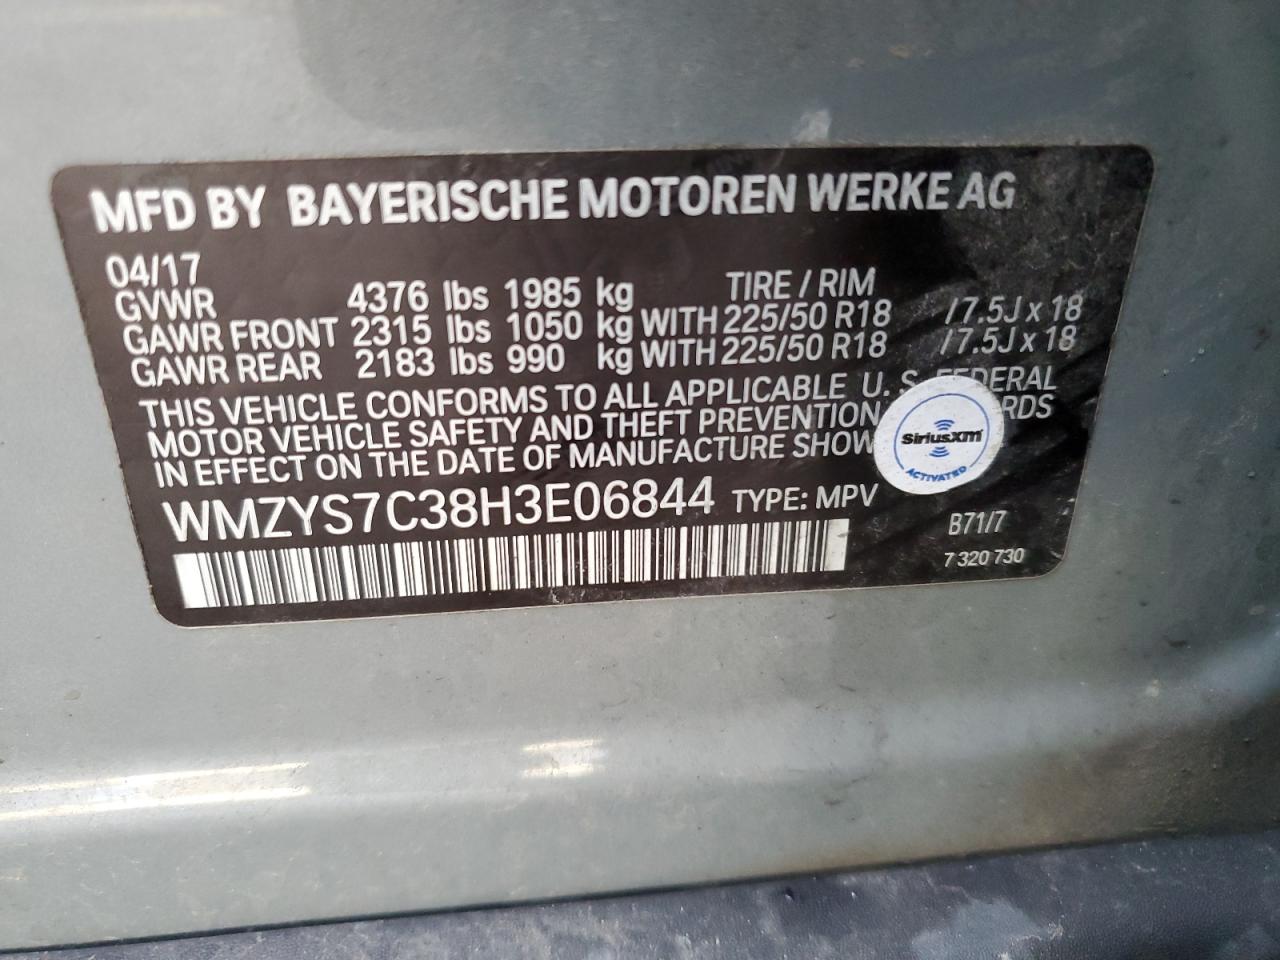 MFD BY BAYERISCHE MOTOREN WERKE AG
04/17 TIRE / RIM
GVWR 4376 lbs 1985 kg
GAWR FRONT 2315 lbs 1050 kg WITH 225/50 R18 /7.5J x 18
GAWR REAR 2183 lbs 990 kg WITH 225/50 R18 /7.5J x 18
THIS VEHICLE CONFORMS TO ALL APPLICABLE U. S. FEDERAL
MOTOR VEHICLE SAFETY AND THEFT PREVENTION RDS
IN EFFECT ON THE DATE OF MANUFACTURE SHOW
SiriusXM
ACTIVATED
WMZYS7C38H3E06844 TYPE: MPV
B71/7
7 320 730